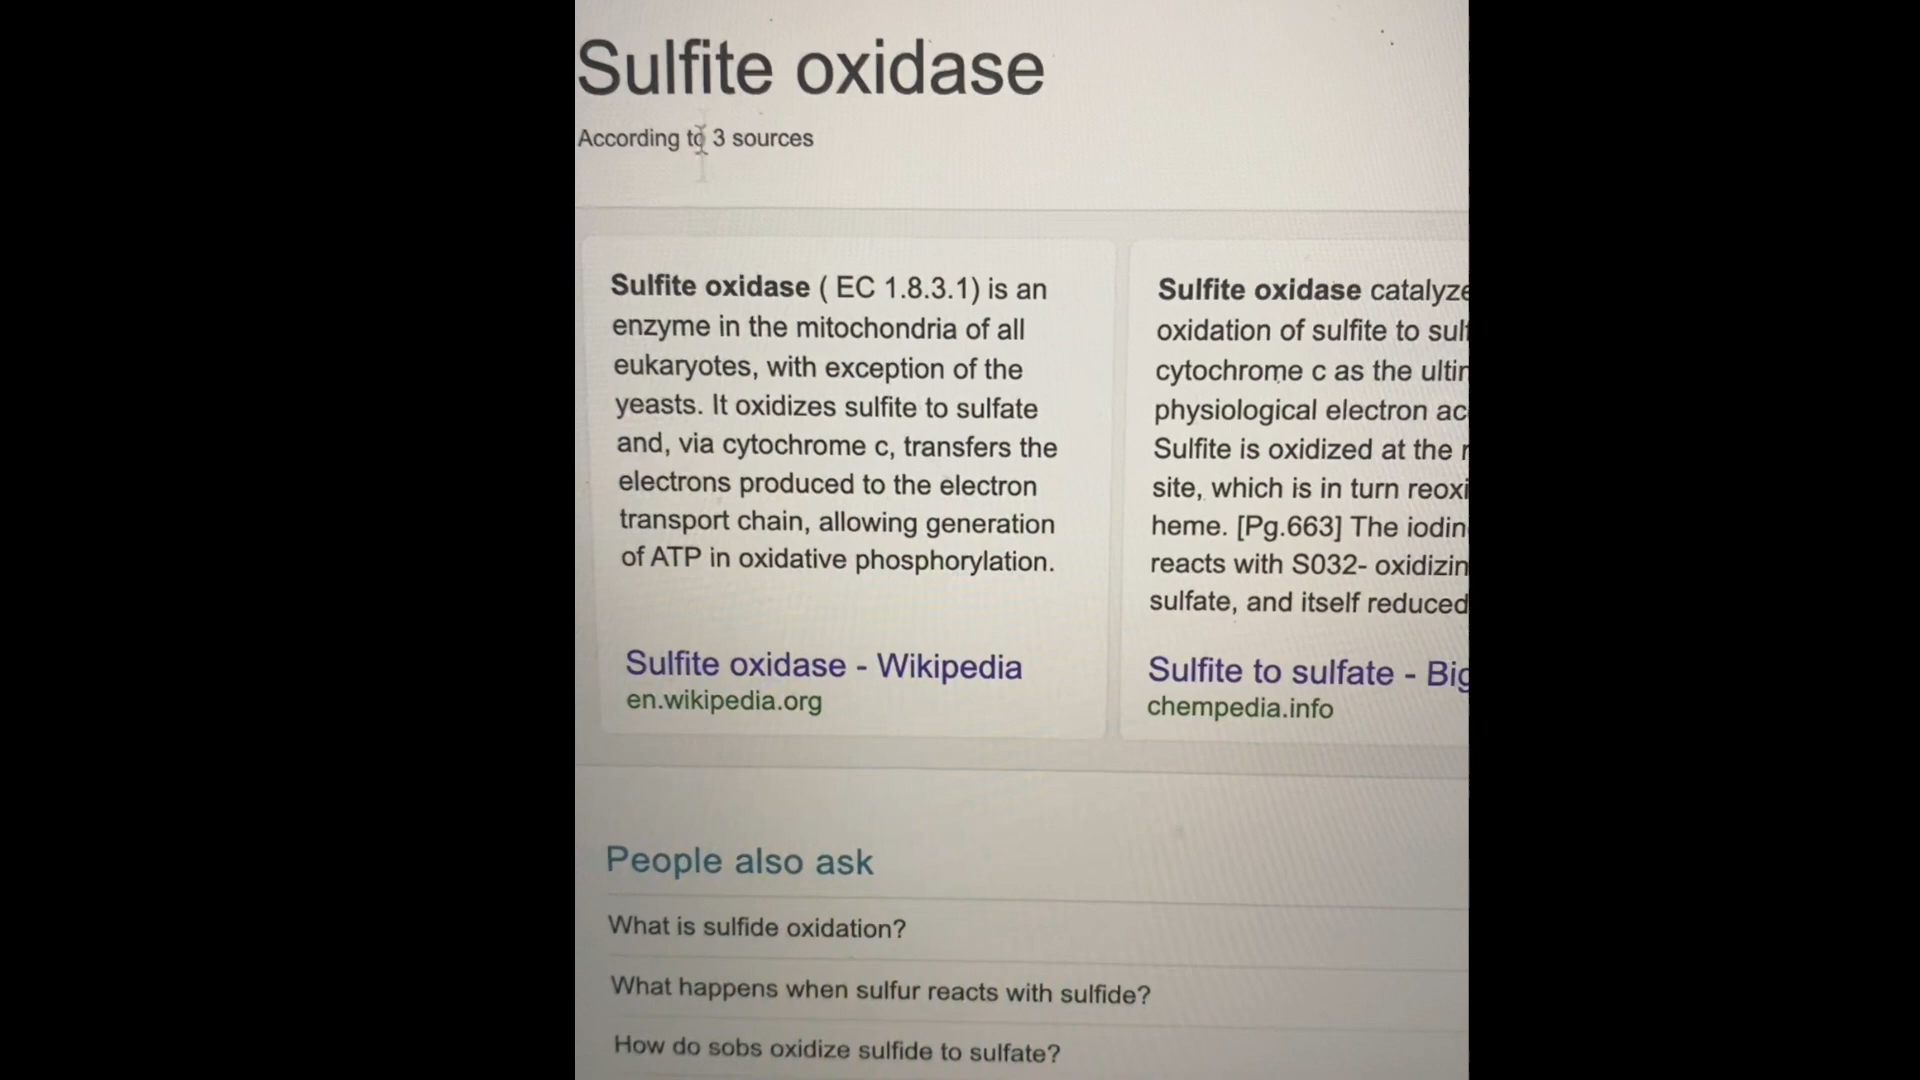 Sulfite oxidase
According to 3 sources
Sulfite oxidase ( EC 1.8.3.1) is an
enzyme in the mitochondria of all
eukaryotes, with exception of the
yeasts. It oxidizes sulfite to sulfate
and, via cytochrome c, transfers the
electrons produced to the electron
transport chain, allowing generation
of ATP in oxidative phosphorylation.
Sulfite oxidase - Wikipedia
en.wikipedia.org
Sulfite oxidase
oxidation of sulfite to
cytochrome c as the
physiological electron
Sulfite is oxidized at the
site, which is in turn
heme. [Pg.663] The
reacts with S032-
sulfate, and itself reduced
Sulfite to sulfate -
chempedia.info
People also ask
What is sulfide oxidation?
What happens when sulfur reacts with sulfide?
How do sobs oxidize sulfide to sulfate?